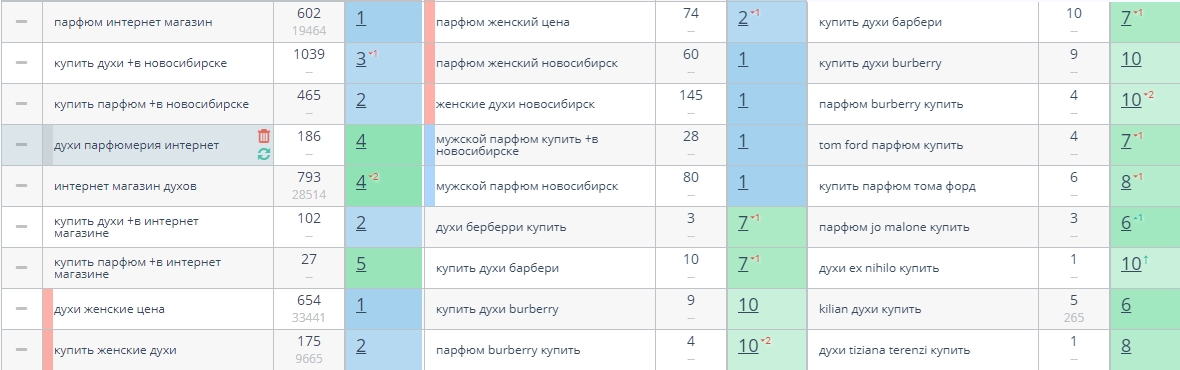 парфюм интернет магазин 602 19464 1 парфюм женский цена 74 -- 2 1 купить духи барбери 10 7 1
купить духи +в новосибирске 1039 -- 3 1 парфюм женский новосибирск 60 -- 1 купить духи burberry 9 -- 10
купить парфюм +в новосибирске 465 -- 2 женские духи новосибирск 145 -- 1 парфюм burberry купить 4 -- 10 2
духи парфюмерия интернет 186 -- 4 мужской парфюм купить +в новосибирске 28 -- 1 tom ford парфюм купить 4 -- 7 1
интернет магазин духов 793 28514 4 2 мужской парфюм новосибирск 80 -- 1 купить парфюм тома форд 6 -- 8 1
купить духи +в интернет магазине 102 -- 2 духи берберри купить 3 -- 7 1 парфюм jo malone купить 3 -- 6 1
купить парфюм +в интернет магазине 27 -- 5 купить духи барбери 10 -- 7 1 духи ex nihilo купить 1 -- 10 ↑
духи женские цена 654 33441 1 купить духи burberry 9 -- 10 kilian духи купить 5 265 6
купить женские духи 175 9665 2 парфюм burberry купить 4 -- 10 2 духи tiziana terenzi купить 1 -- 8